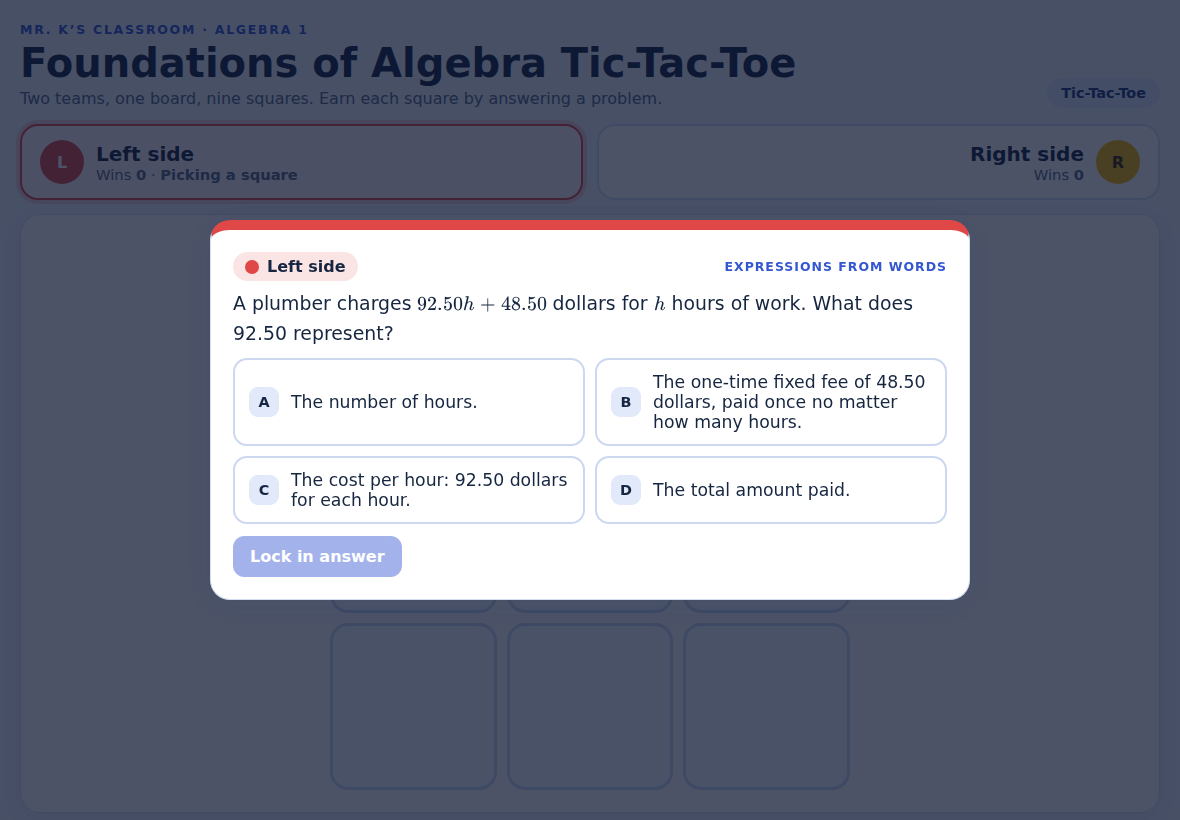 MR. K’S CLASSROOM · ALGEBRA 1
Foundations of Algebra Tic-Tac-Toe
Two teams, one board, nine squares. Earn each square by answering a problem.
Tic-Tac-Toe
L
Left side
Wins 0 · Picking a square
Right side
Wins 0
R
Left side
EXPRESSIONS FROM WORDS
A plumber charges 92.50h + 48.50 dollars for h hours of work. What does
92.50 represent?
A
The number of hours.
B
The one-time fixed fee of 48.50
dollars, paid once no matter
how many hours.
C
The cost per hour: 92.50 dollars
for each hour.
D
The total amount paid.
Lock in answer